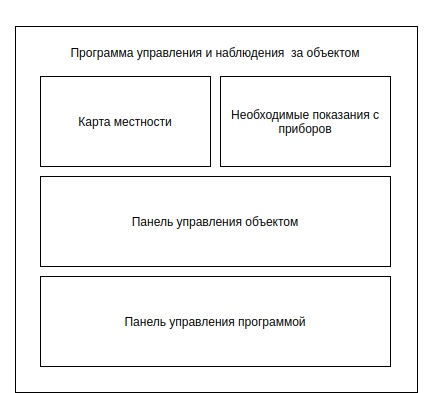 Программа управления и наблюдения  за объектом
Карта местности
Необходимые показания с
приборов
Панель управления объектом
Панель управления программой